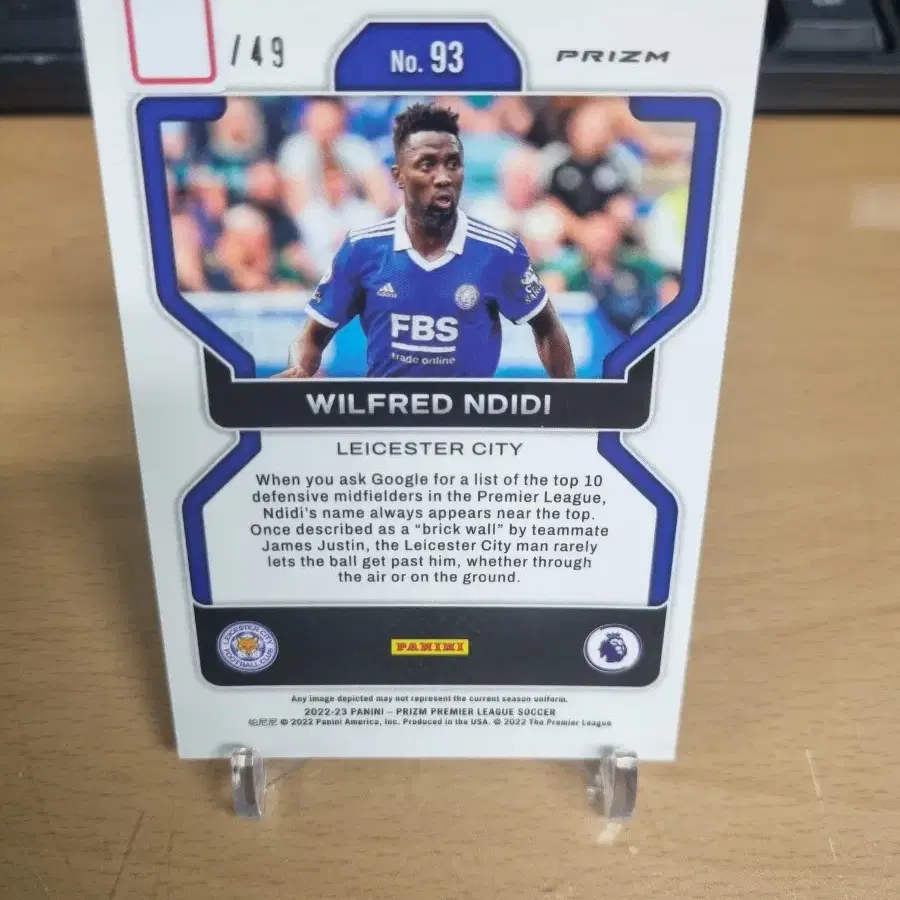 /49
No. 93
PRIZM
adidas
FBS
trade online
WILFRED NDIDI
LEICESTER CITY
When you ask Google for a list of the top 10
defensive midfielders in the Premier League,
Ndidi's name always appears near the top.
Once described as a "brick wall" by teammate
James Justin, the Leicester City man rarely
lets the ball get past him, whether through
the air or on the ground.
LEICESTER CITY
FOOTBALL CLUB
PANINI
Any image depicted may not represent the current season uniform.
2022-23 PANINI – PRIZM PREMIER LEAGUE SOCCER
帕尼尼 © 2022 Panini America, Inc. Produced in the USA. © 2022 The Premier League